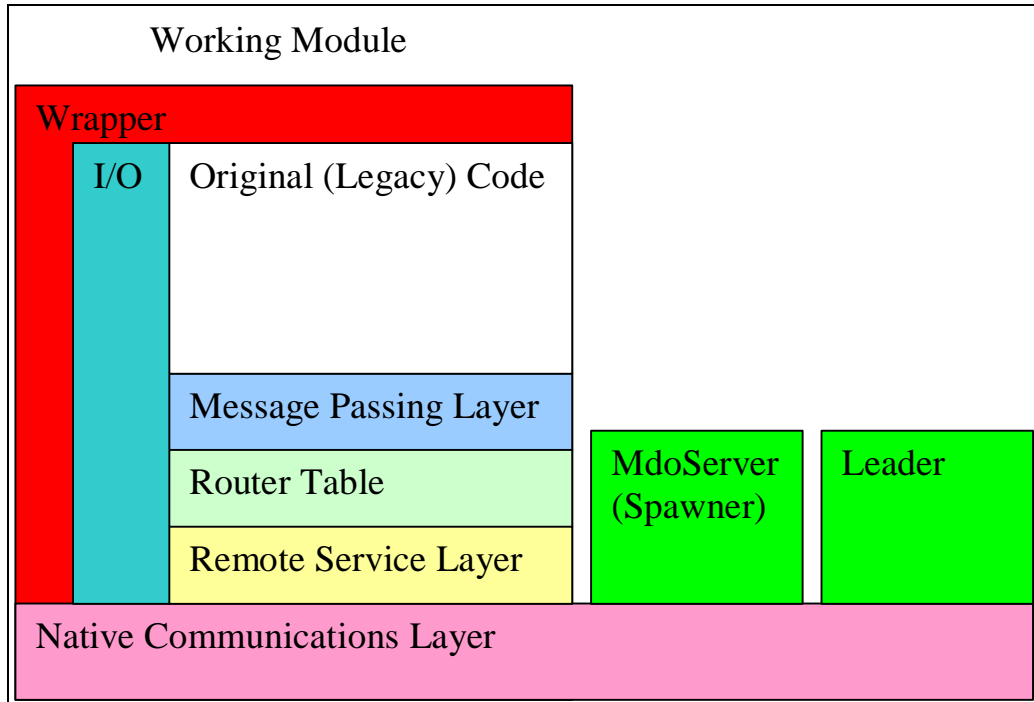 Working Module
Wrapper
I/O
Original (Legacy) Code
Message Passing Layer
Router Table
Remote Service Layer
MdoServer
(Spawner)
Leader
Native Communications Layer